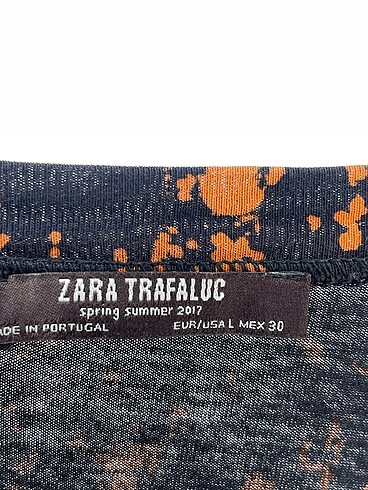 ZARA TRAFALUC
spring summer 2017
ADE IN PORTUGAL EUR/USA L MEX 30